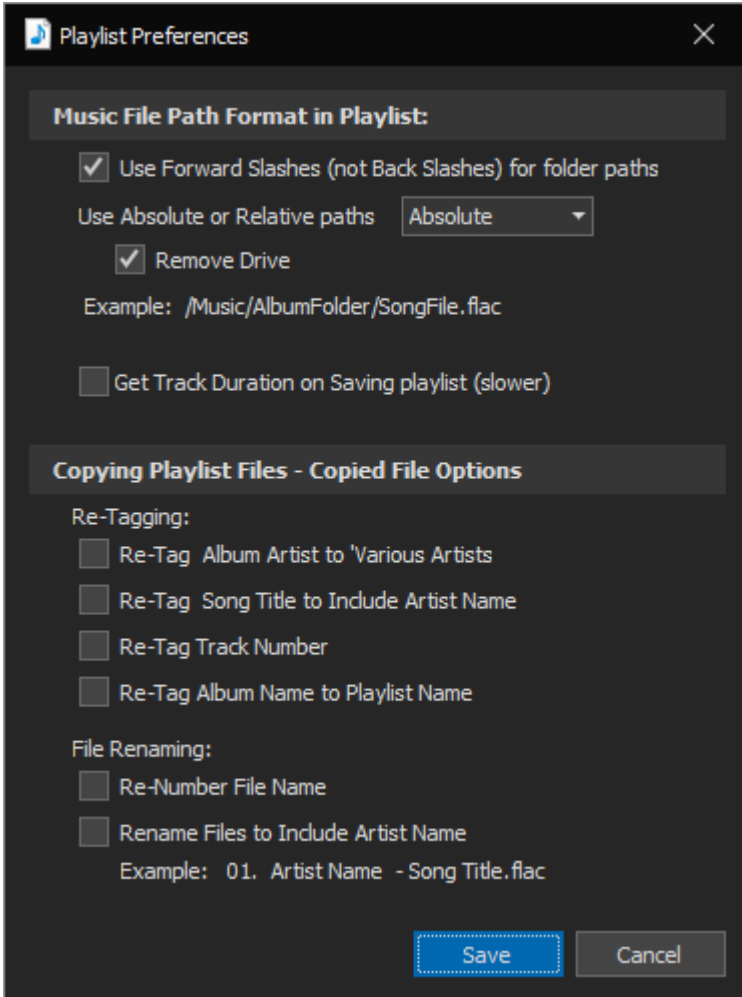 Playlist Preferences
Music File Path Format in Playlist:
Use Forward Slashes (not Back Slashes) for folder paths
Use Absolute or Relative paths Absolute
Remove Drive
Example: /Music/AlbumFolder/SongFile.flac
Get Track Duration on Saving playlist (slower)
Copying Playlist Files - Copied File Options
Re-Tagging:
Re-Tag Album Artist to 'Various Artists
Re-Tag Song Title to Include Artist Name
Re-Tag Track Number
Re-Tag Album Name to Playlist Name
File Renaming:
Re-Number File Name
Rename Files to Include Artist Name
Example: 01. Artist Name - Song Title.flac
Save Cancel